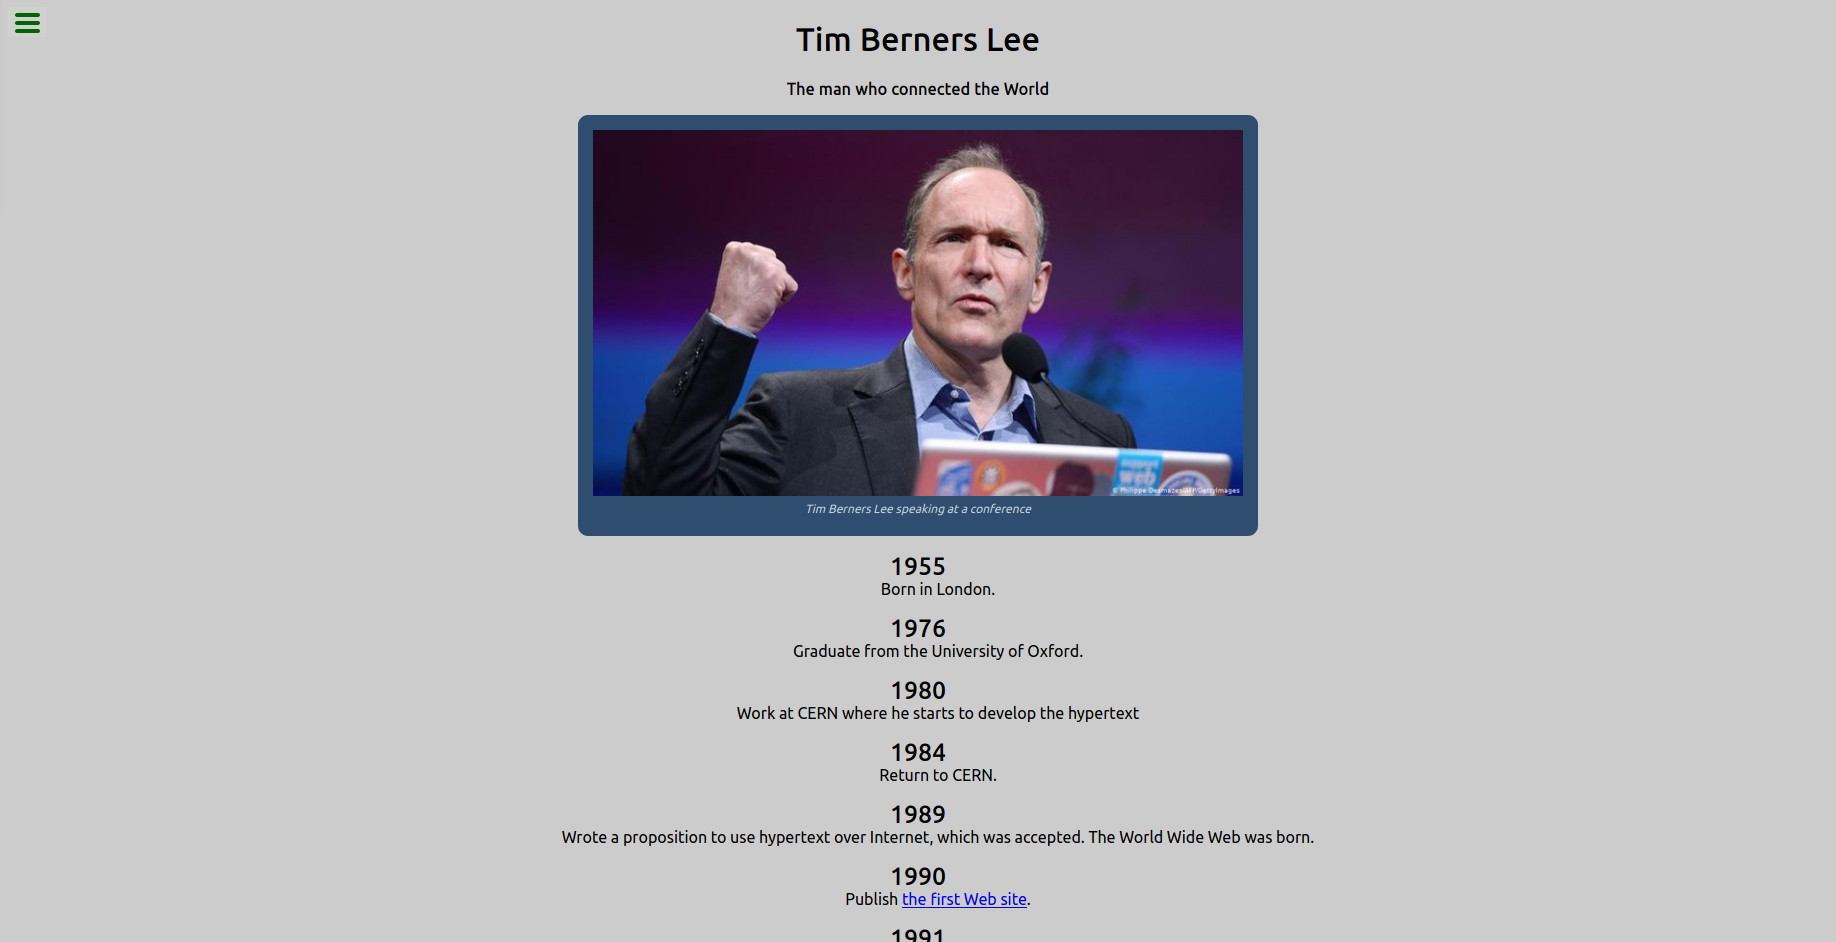 Tim Berners Lee
The man who connected the World
web
© Philippe Desmazes/AFP/GettyImages
Tim Berners Lee speaking at a conference
1955
Born in London.
1976
Graduate from the University of Oxford.
1980
Work at CERN where he starts to develop the hypertext
1984
Return to CERN.
1989
Wrote a proposition to use hypertext over Internet, which was accepted. The World Wide Web was born.
1990
Publish the first Web site.
1991